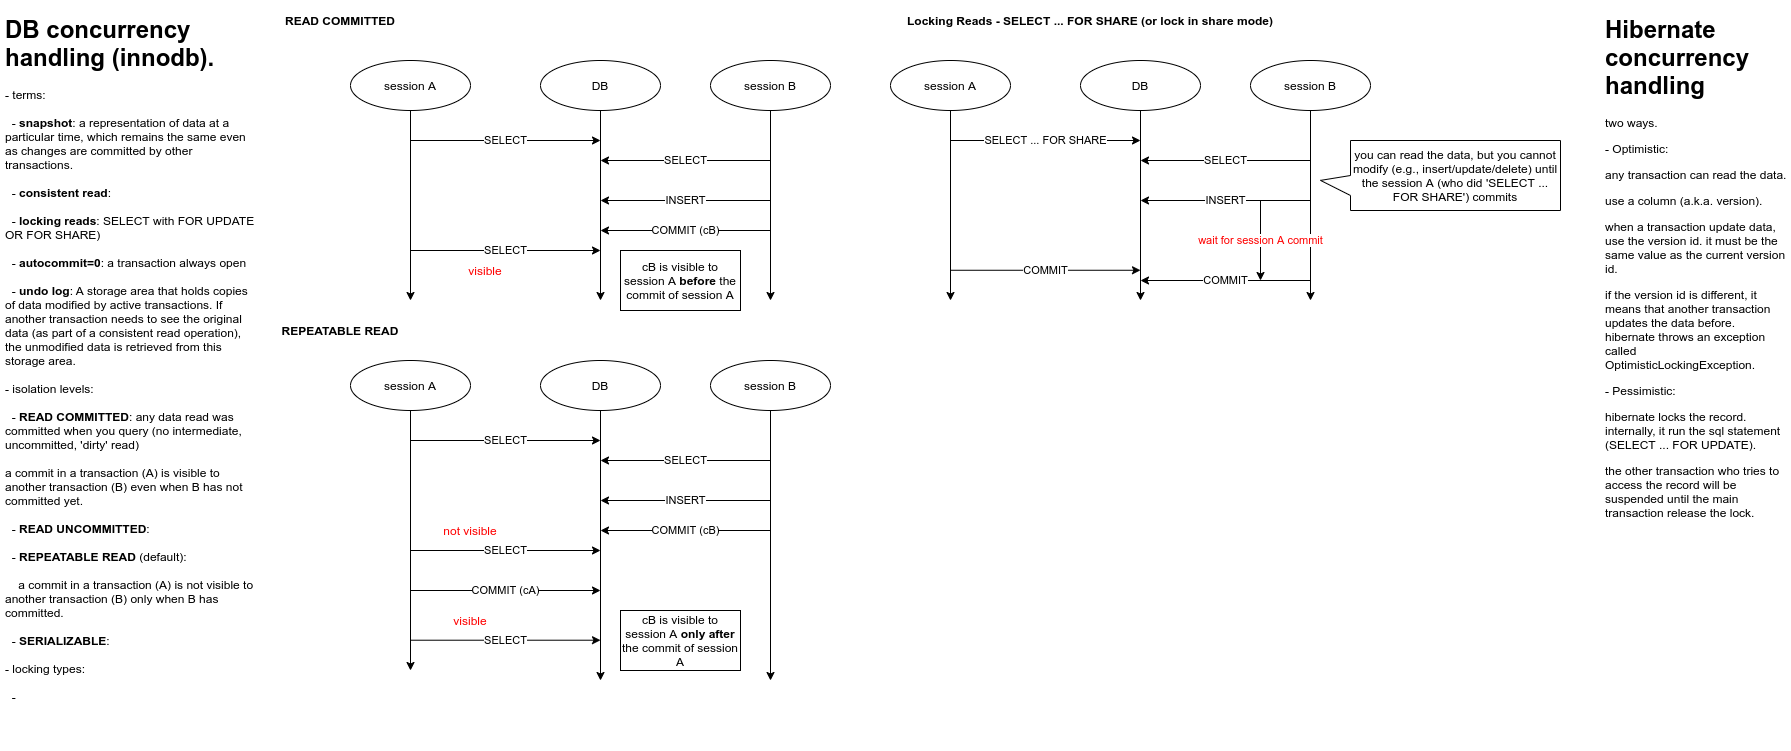 DB concurrency
handling (innodb).
- terms:
- snapshot: a representation of data at a
particular time, which remains the same even
as changes are committed by other
transactions.
- consistent read:
- locking reads: SELECT with FOR UPDATE
OR FOR SHARE)
- autocommit=0: a transaction always open
- undo log: A storage area that holds copies
of data modified by active transactions. If
another transaction needs to see the original
data (as part of a consistent read operation),
the unmodified data is retrieved from this
storage area.
- isolation levels:
- READ COMMITTED: any data read was
committed when you query (no intermediate,
uncommitted, 'dirty' read)
a commit in a transaction (A) is visible to
another transaction (B) even when B has not
committed yet.
- READ UNCOMMITTED:
- REPEATABLE READ (default):
a commit in a transaction (A) is not visible to
another transaction (B) only when B has
committed.
- SERIALIZABLE:
- locking types:
-
READ COMMITTED
session A
DB
session B
SELECT
SELECT
INSERT
COMMIT (cB)
SELECT
visible
cB is visible to
session A before the
commit of session A
REPEATABLE READ
session A
DB
session B
SELECT
SELECT
INSERT
COMMIT (cB)
not visible
SELECT
COMMIT (cA)
visible
SELECT
cB is visible to
session A only after
the commit of session
A
Locking Reads - SELECT ... FOR SHARE (or lock in share mode)
session A
DB
session B
SELECT ... FOR SHARE
SELECT
INSERT
wait for session A commit
COMMIT
COMMIT
you can read the data, but you cannot
modify (e.g., insert/update/delete) until
the session A (who did 'SELECT ...
FOR SHARE') commits
Hibernate
concurrency
handling
two ways.
- Optimistic:
any transaction can read the data.
use a column (a.k.a. version).
when a transaction update data,
use the version id. it must be the
same value as the current version
id.
if the version id is different, it
means that another transaction
updates the data before.
hibernate throws an exception
called
OptimisticLockingException.
- Pessimistic:
hibernate locks the record.
internally, it run the sql statement
(SELECT ... FOR UPDATE).
the other transaction who tries to
access the record will be
suspended until the main
transaction release the lock.